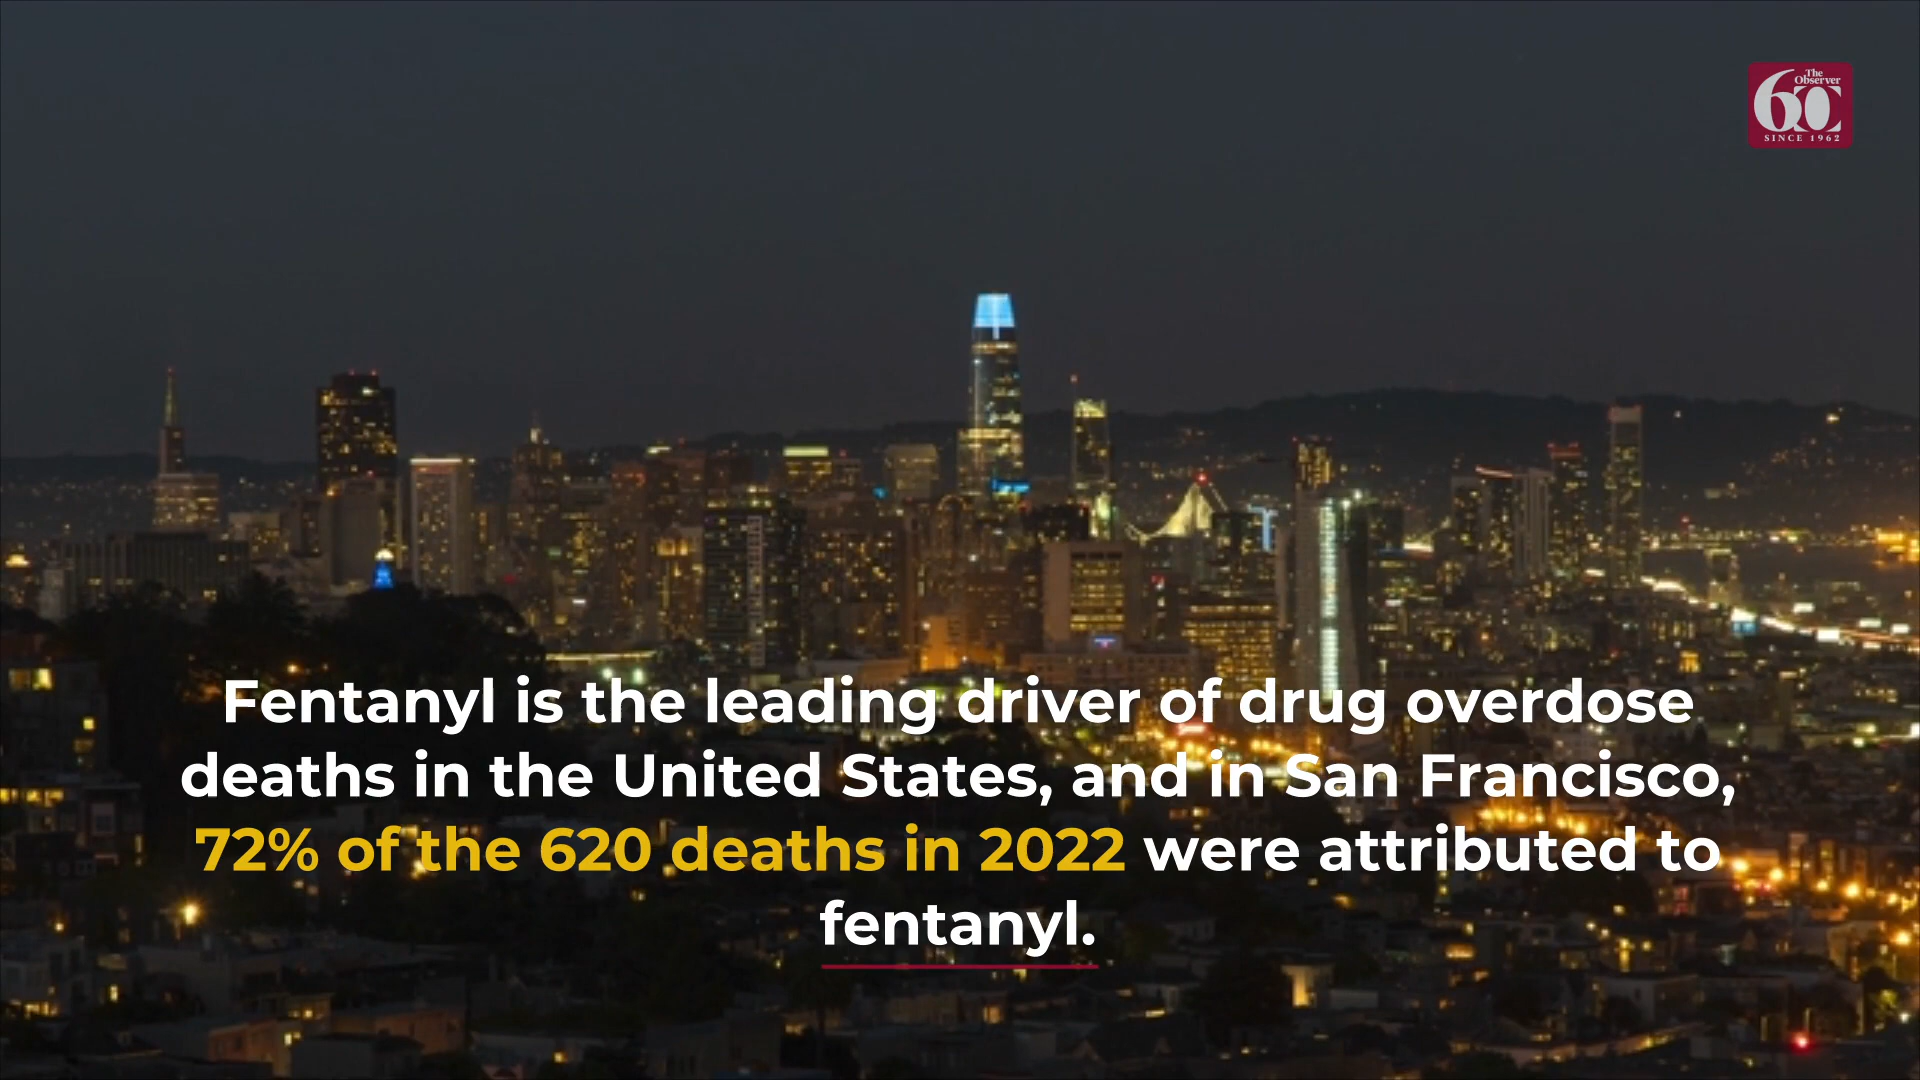 The
Observer
60
SINCE 1962
Fentanyl is the leading driver of drug overdose
deaths in the United States, and in San Francisco,
72% of the 620 deaths in 2022 were attributed to
fentanyl.